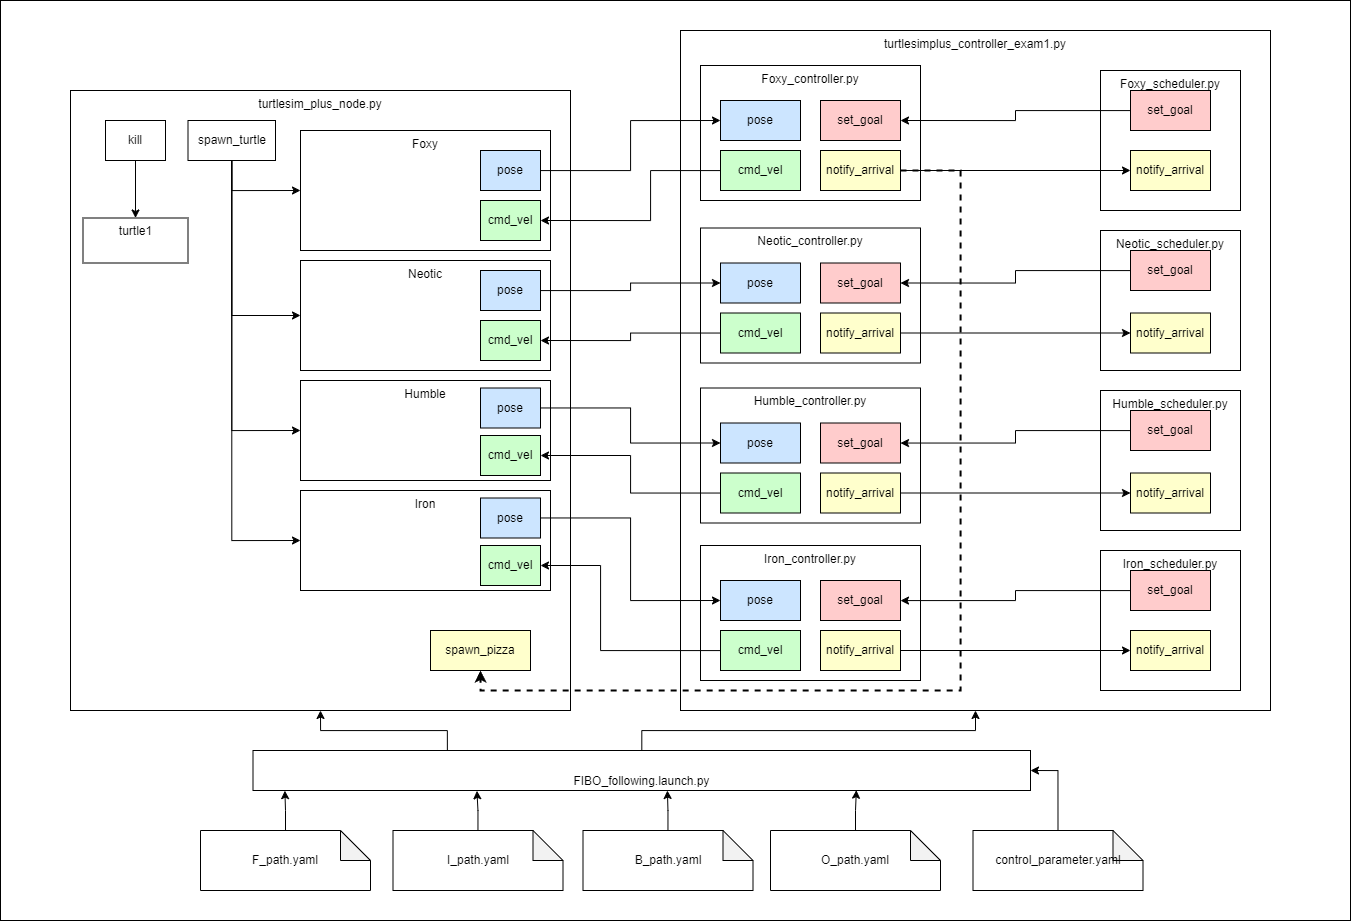 turtlesim_plus_node.py
kill
spawn_turtle
turtle1
Foxy
pose
cmd_vel
Neotic
pose
cmd_vel
Humble
pose
cmd_vel
Iron
pose
cmd_vel
spawn_pizza
turtlesimplus_controller_exam1.py
Foxy_controller.py
pose
set_goal
cmd_vel
notify_arrival
Neotic_controller.py
pose
set_goal
cmd_vel
notify_arrival
Humble_controller.py
pose
set_goal
cmd_vel
notify_arrival
Iron_controller.py
pose
set_goal
cmd_vel
notify_arrival
Foxy_scheduler.py
set_goal
notify_arrival
Neotic_scheduler.py
set_goal
notify_arrival
Humble_scheduler.py
set_goal
notify_arrival
Iron_scheduler.py
set_goal
notify_arrival
FIBO_following.launch.py
F_path.yaml
I_path.yaml
B_path.yaml
O_path.yaml
control_parameter.yaml